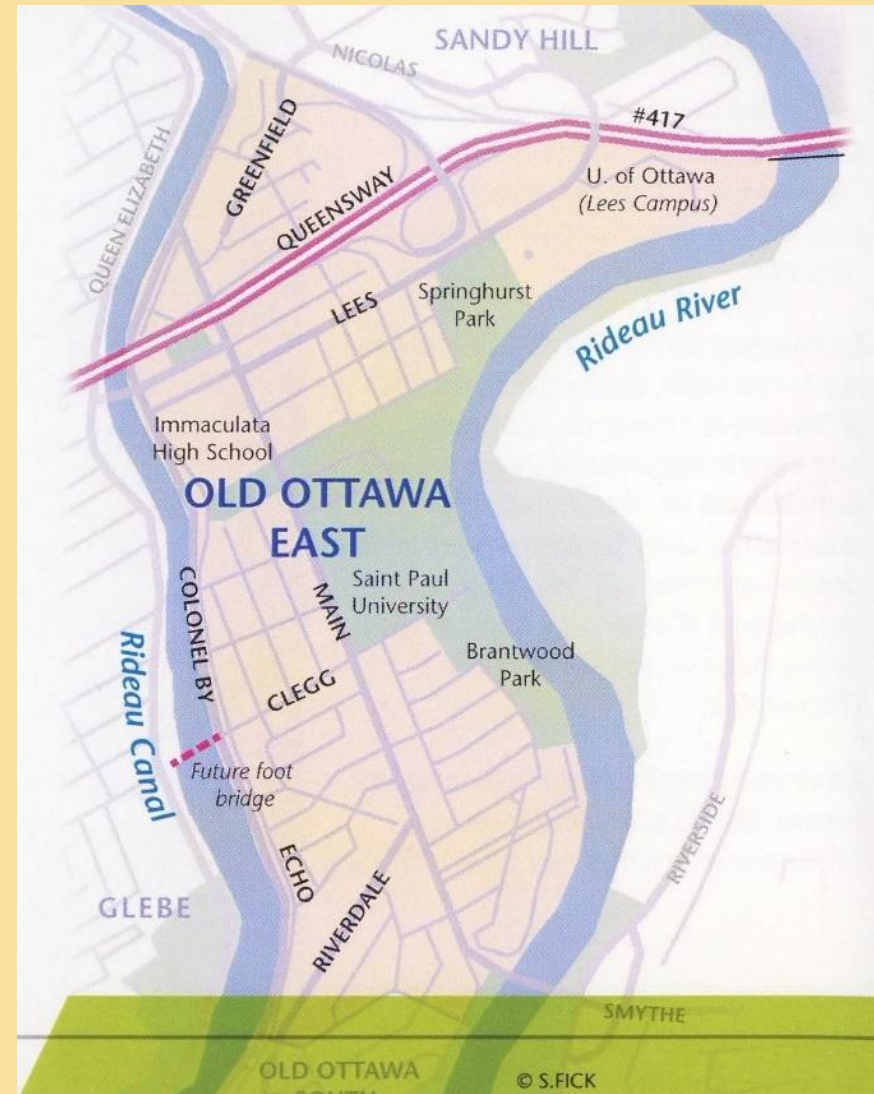 SANDY HILL
NICOLAS
#417
GREENFIELD
QUEEN ELIZABETH
QUEENSWAY
U. of Ottawa
(Lees Campus)
LEES
Springhurst
Park
Rideau River
Immaculata
High School
OLD OTTAWA
EAST
COLONEL BY
MAIN
Saint Paul
University
Rideau Canal
CLEGG
Brantwood
Park
Future foot
bridge
ECHO
RIVERDALE
RIVERSIDE
GLEBE
SMYTHE
OLD OTTAWA
SOUTH
© S.FICK